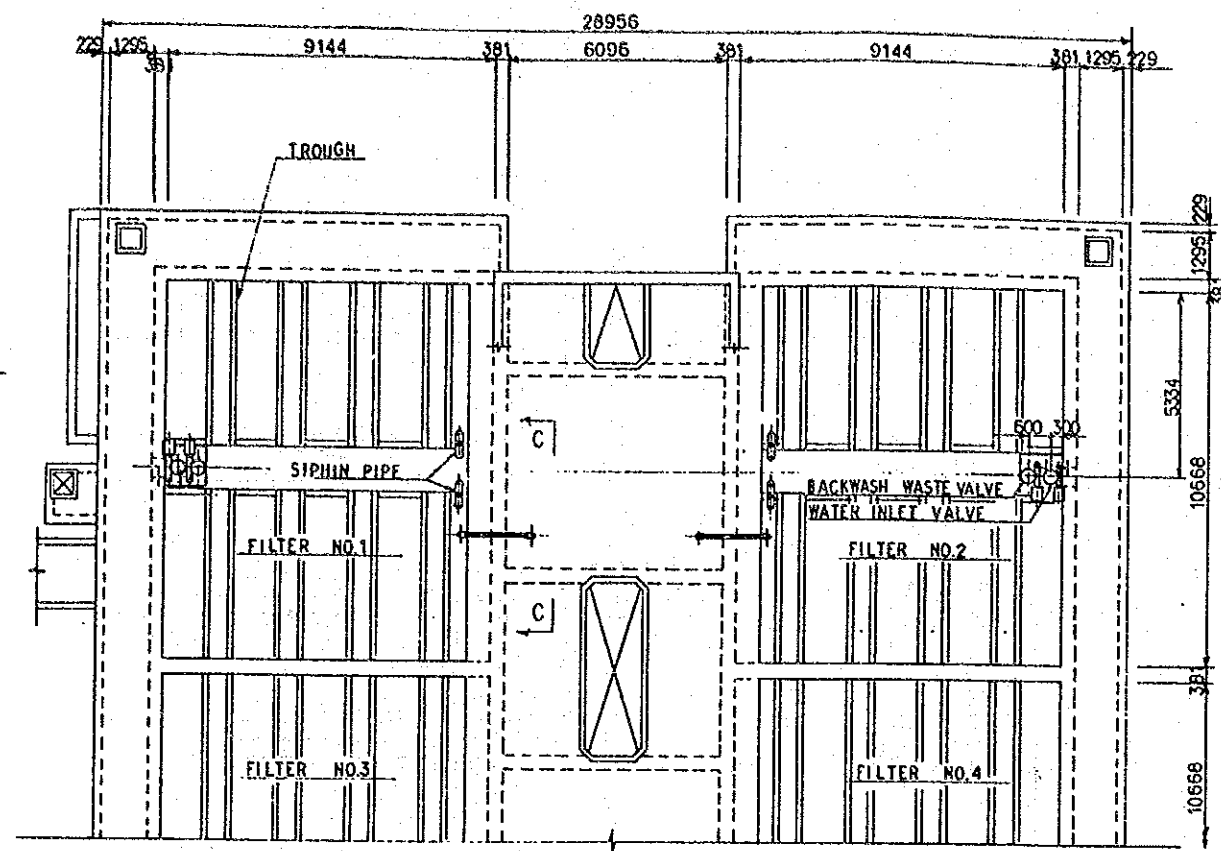 28956
229 1295 381 9144 381 6096 381 9144 381 1295 229
TROUGH
229
1295
381
5334
10668
600 300
C
SIPHIN PIPE
BACKWASH WASTE VALVE
WATER INLET VALVE
FILTER NO.1
FILTER NO.2
C
381
FILTER NO.3
FILTER NO.4
10668